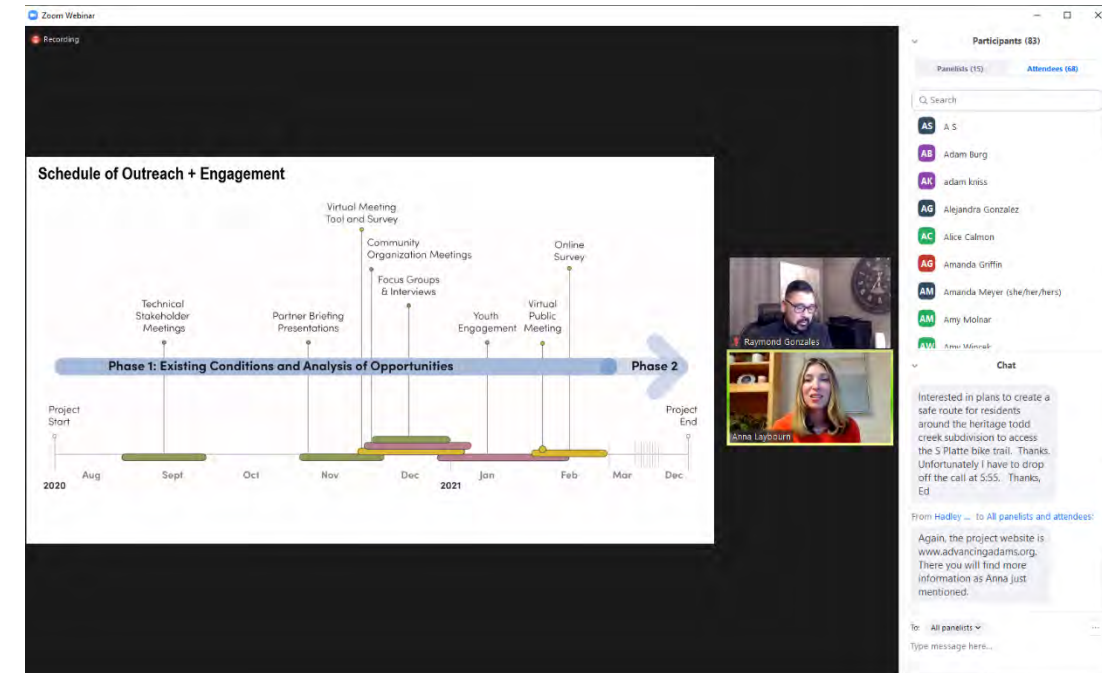 Zoom Webinar
Recording
Schedule of Outreach + Engagement
Virtual Meeting
Tool and Survey
Community
Organization Meetings
Online
Survey
Focus Groups
& Interviews
Technical
Stakeholder
Meetings
Partner Briefing
Presentations
Youth
Engagement
Virtual
Public
Meeting
Phase 1: Existing Conditions and Analysis of Opportunities
Phase 2
Project
Start
Project
End
Aug
Sept
Oct
Nov
Dec
Jan
Feb
Mar
Dec
2020
2021
Raymond Gonzales
Anna Laybourn
Participants (83)
Panelists (15)
Attendees (68)
Search
AS A S
AB Adam Burg
AK adam kniss
AG Alejandra Gonzalez
AC Alice Calmon
AG Amanda Griffin
AM Amanda Meyer (she/her/hers)
AM Amy Molnar
AW Amy Wincek
Chat
Interested in plans to create a
safe route for residents
around the heritage todd
creek subdivision to access
the S Platte bike trail. Thanks.
Unfortunately I have to drop
off the call at 5:55. Thanks,
Ed
From Hadley ... to All panelists and attendees:
Again, the project website is
www.advancingadams.org.
There you will find more
information as Anna just
mentioned.
To: All panelists
...
Type message here...